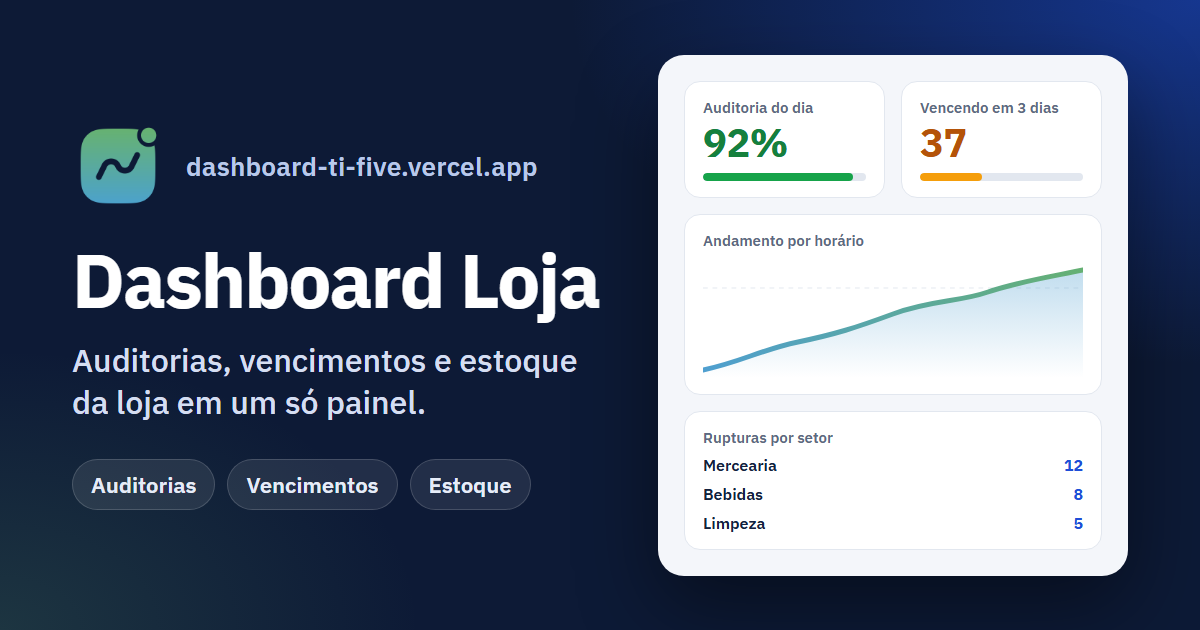 dashboard-ti-five.vercel.app
Dashboard Loja
Auditorias, vencimentos e estoque
da loja em um só painel.
Auditorias
Vencimentos
Estoque
Auditoria do dia
92%
Vencendo em 3 dias
37
Andamento por horário
Rupturas por setor
Mercearia 12
Bebidas 8
Limpeza 5